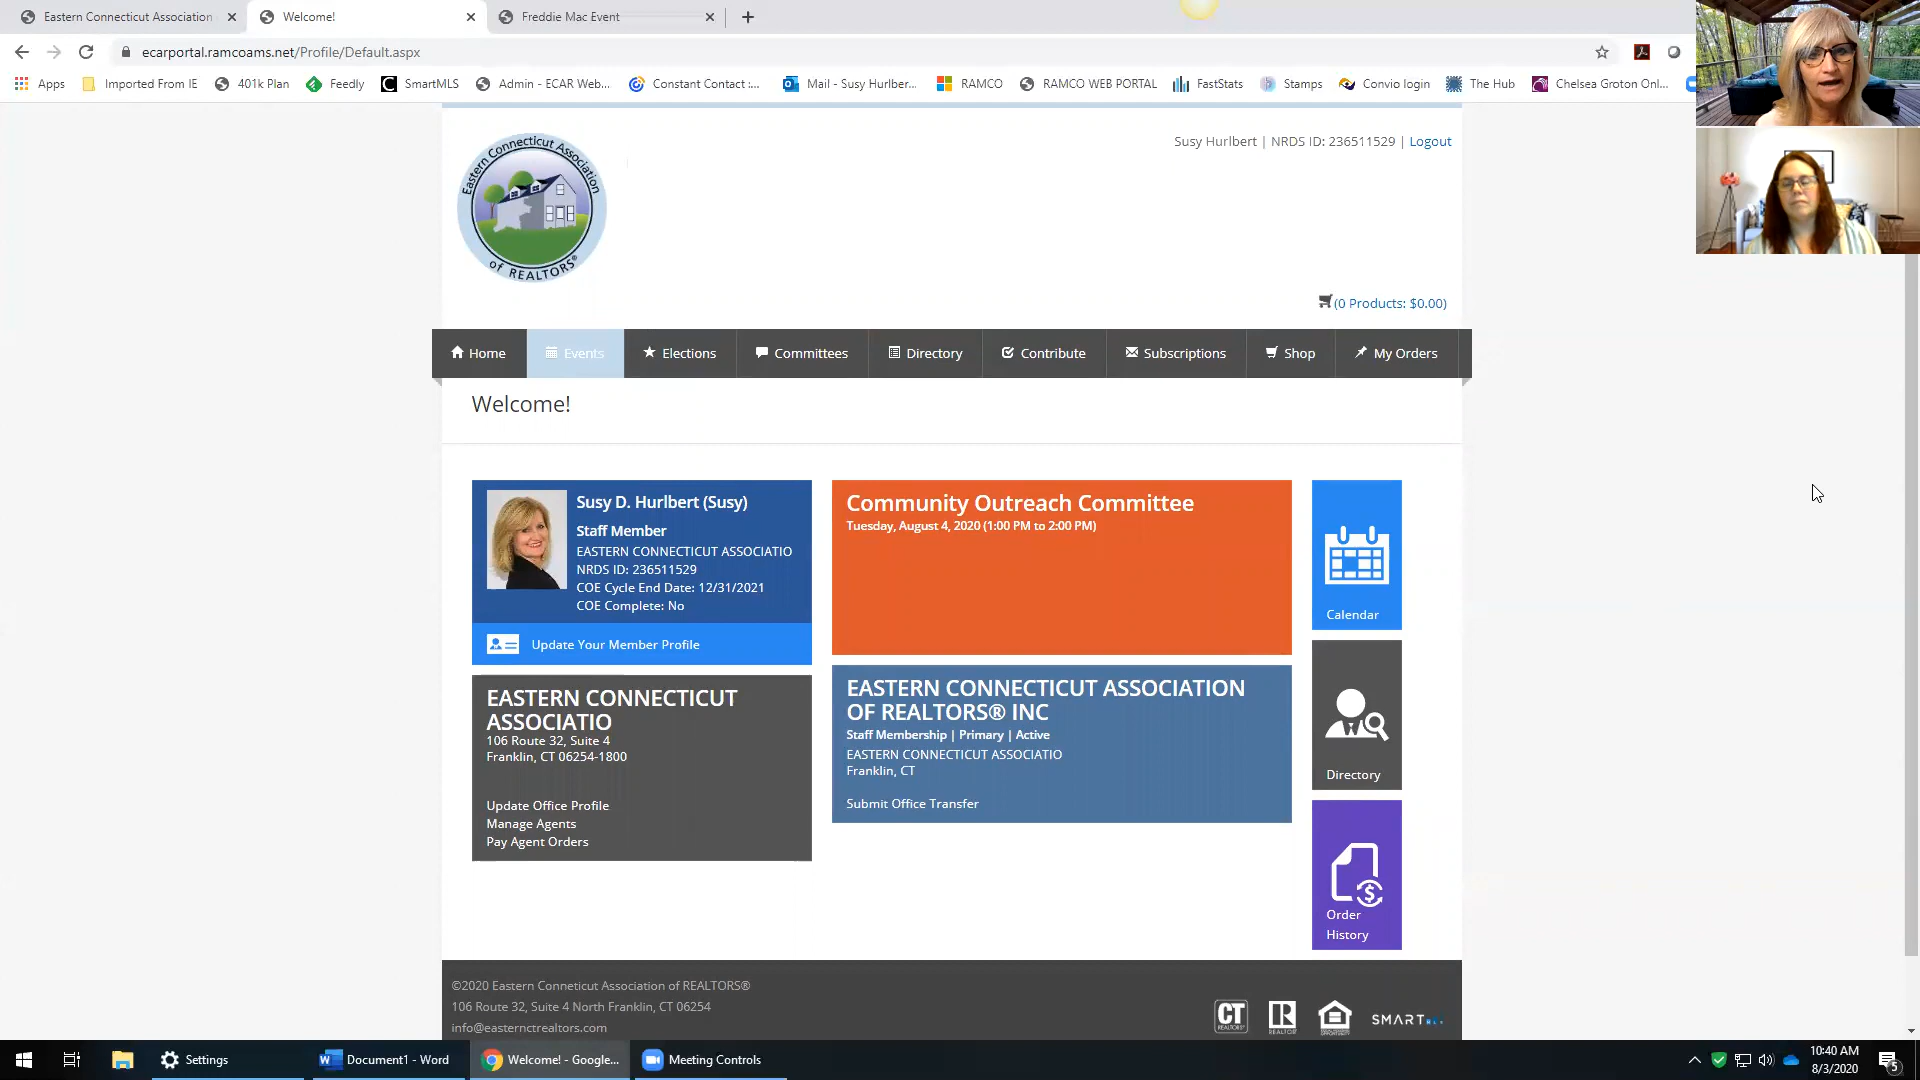 Eastern Connecticut Association
Welcome!
Freddie Mac Event
ecarportal.ramcoams.net/Profile/Default.aspx
Apps
Imported From IE
401k Plan
Feedly
SmartMLS
Admin - ECAR Web...
Constant Contact :...
Mail - Susy Hurlber...
RAMCO
RAMCO WEB PORTAL
FastStats
Stamps
Convio login
The Hub
Chelsea Groton Onl...
Eastern Connecticut Association
of REALTORS®
Susy Hurlbert | NRDS ID: 236511529 | Logout
(0 Products: $0.00)
Home
Events
Elections
Committees
Directory
Contribute
Subscriptions
Shop
My Orders
Welcome!
Susy D. Hurlbert (Susy)
Staff Member
EASTERN CONNECTICUT ASSOCIATIO
NRDS ID: 236511529
COE Cycle End Date: 12/31/2021
COE Complete: No
Update Your Member Profile
EASTERN CONNECTICUT
ASSOCIATIO
106 Route 32, Suite 4
Franklin, CT 06254-1800
Update Office Profile
Manage Agents
Pay Agent Orders
Community Outreach Committee
Tuesday, August 4, 2020 (1:00 PM to 2:00 PM)
EASTERN CONNECTICUT ASSOCIATION
OF REALTORS® INC
Staff Membership | Primary | Active
EASTERN CONNECTICUT ASSOCIATIO
Franklin, CT
Submit Office Transfer
Calendar
Directory
Order
History
©2020 Eastern Conneticut Association of REALTORS®
106 Route 32, Suite 4 North Franklin, CT 06254
info@easternctrealtors.com
CT
REALTORS®
R
REALTOR®
SMART
Settings
Document1 - Word
Welcome! - Google...
Meeting Controls
10:40 AM
8/3/2020
5